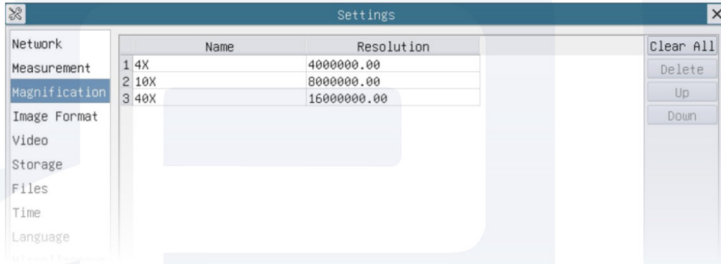 Settings
Network
Measurement
Magnification
Image Format
Video
Storage
Files
Time
Language
Name Resolution
1 4X 4000000.00
2 10X 8000000.00
3 40X 16000000.00
Clear All
Delete
Up
Down